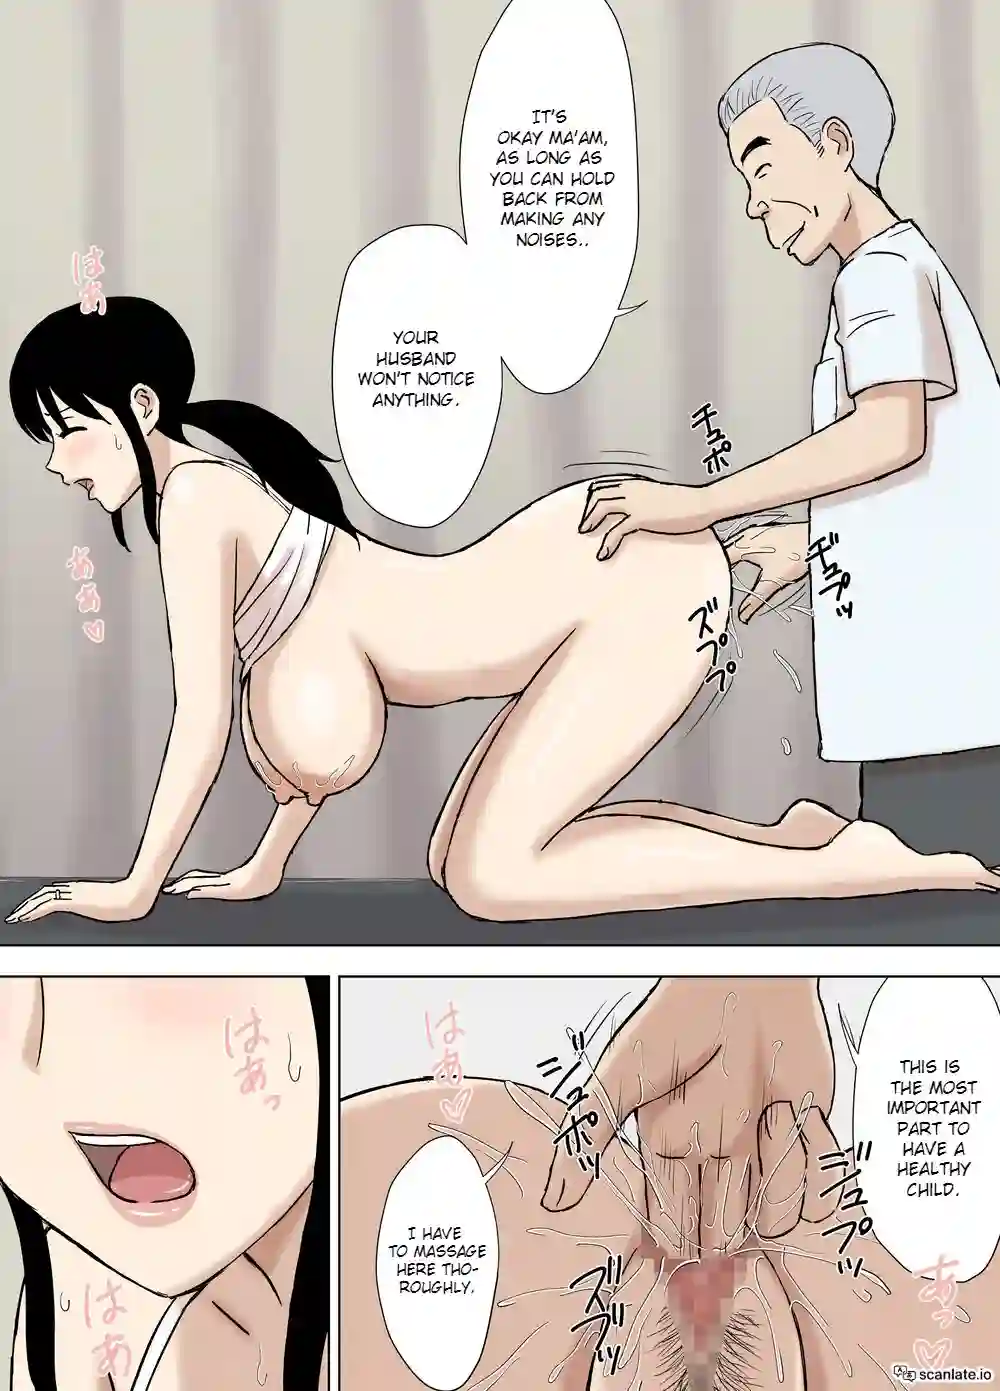 IT'S
OKAY MA'AM,
AS LONG AS
YOU CAN HOLD
BACK FROM
MAKING ANY
NOISES..
YOUR
HUSBAND
WON'T NOTICE
ANYTHING.
はぁ
あぁ♡
チュポッ
ヂュプッ
ズププ
THIS IS
THE MOST
IMPORTANT
PART TO
HAVE A
HEALTHY
CHILD.
I HAVE
TO MASSAGE
HERE THO-
ROUGHLY.
はぁっ
はぁ
はぁ♡
ジュポッ
ジュプッ
ズブブッ
あっ♡
scanlate.io